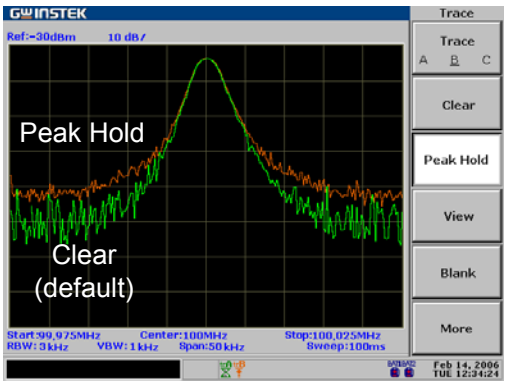 GWINSTEK
Ref:-30dBm 10 dB/
Peak Hold
Clear
(default)
Start:99,975MHz Center:100MHz Stop:100,025MHz
RBW:3kHz VBW:1kHz Span:50kHz Sweep:100ms
Trace
Trace
A B C
Clear
Peak Hold
View
Blank
More
Feb 14, 2006
TUE 12:34:24